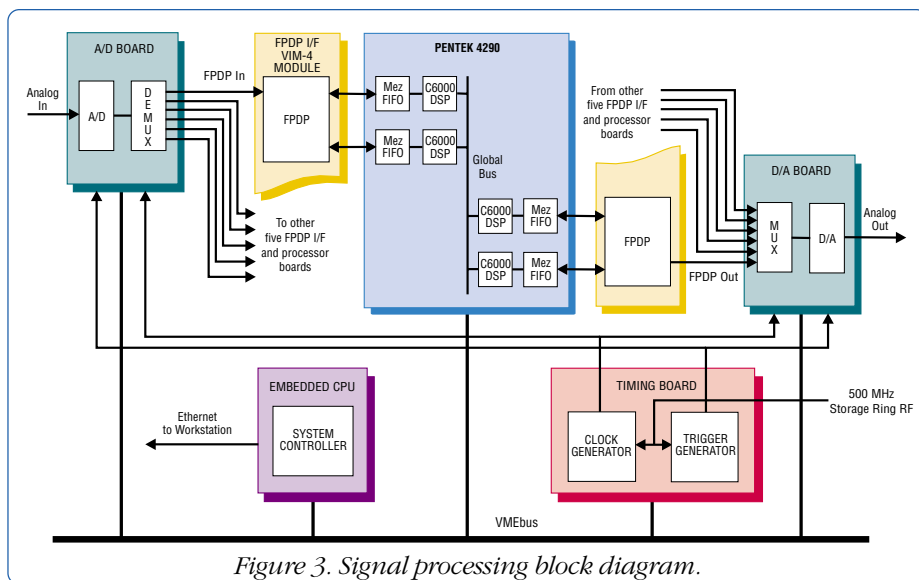 A/D BOARD
Analog
In
A/D
D
E
M
U
X
FPDP In
FPDP I/F
VIM-4
MODULE
FPDP
To other
five FPDP I/F
and processor
boards
PENTEK 4290
Mez
FIFO
C6000
DSP
Mez
FIFO
C6000
DSP
Global
Bus
C6000
DSP
Mez
FIFO
C6000
DSP
Mez
FIFO
From other
five FPDP I/F
and processor
boards
FPDP
FPDP Out
D/A BOARD
M
U
X
D/A
Analog
Out
EMBEDDED CPU
SYSTEM
CONTROLLER
Ethernet
to Workstation
TIMING BOARD
CLOCK
GENERATOR
TRIGGER
GENERATOR
500 MHz
Storage Ring RF
VMEbus
Figure 3. Signal processing block diagram.